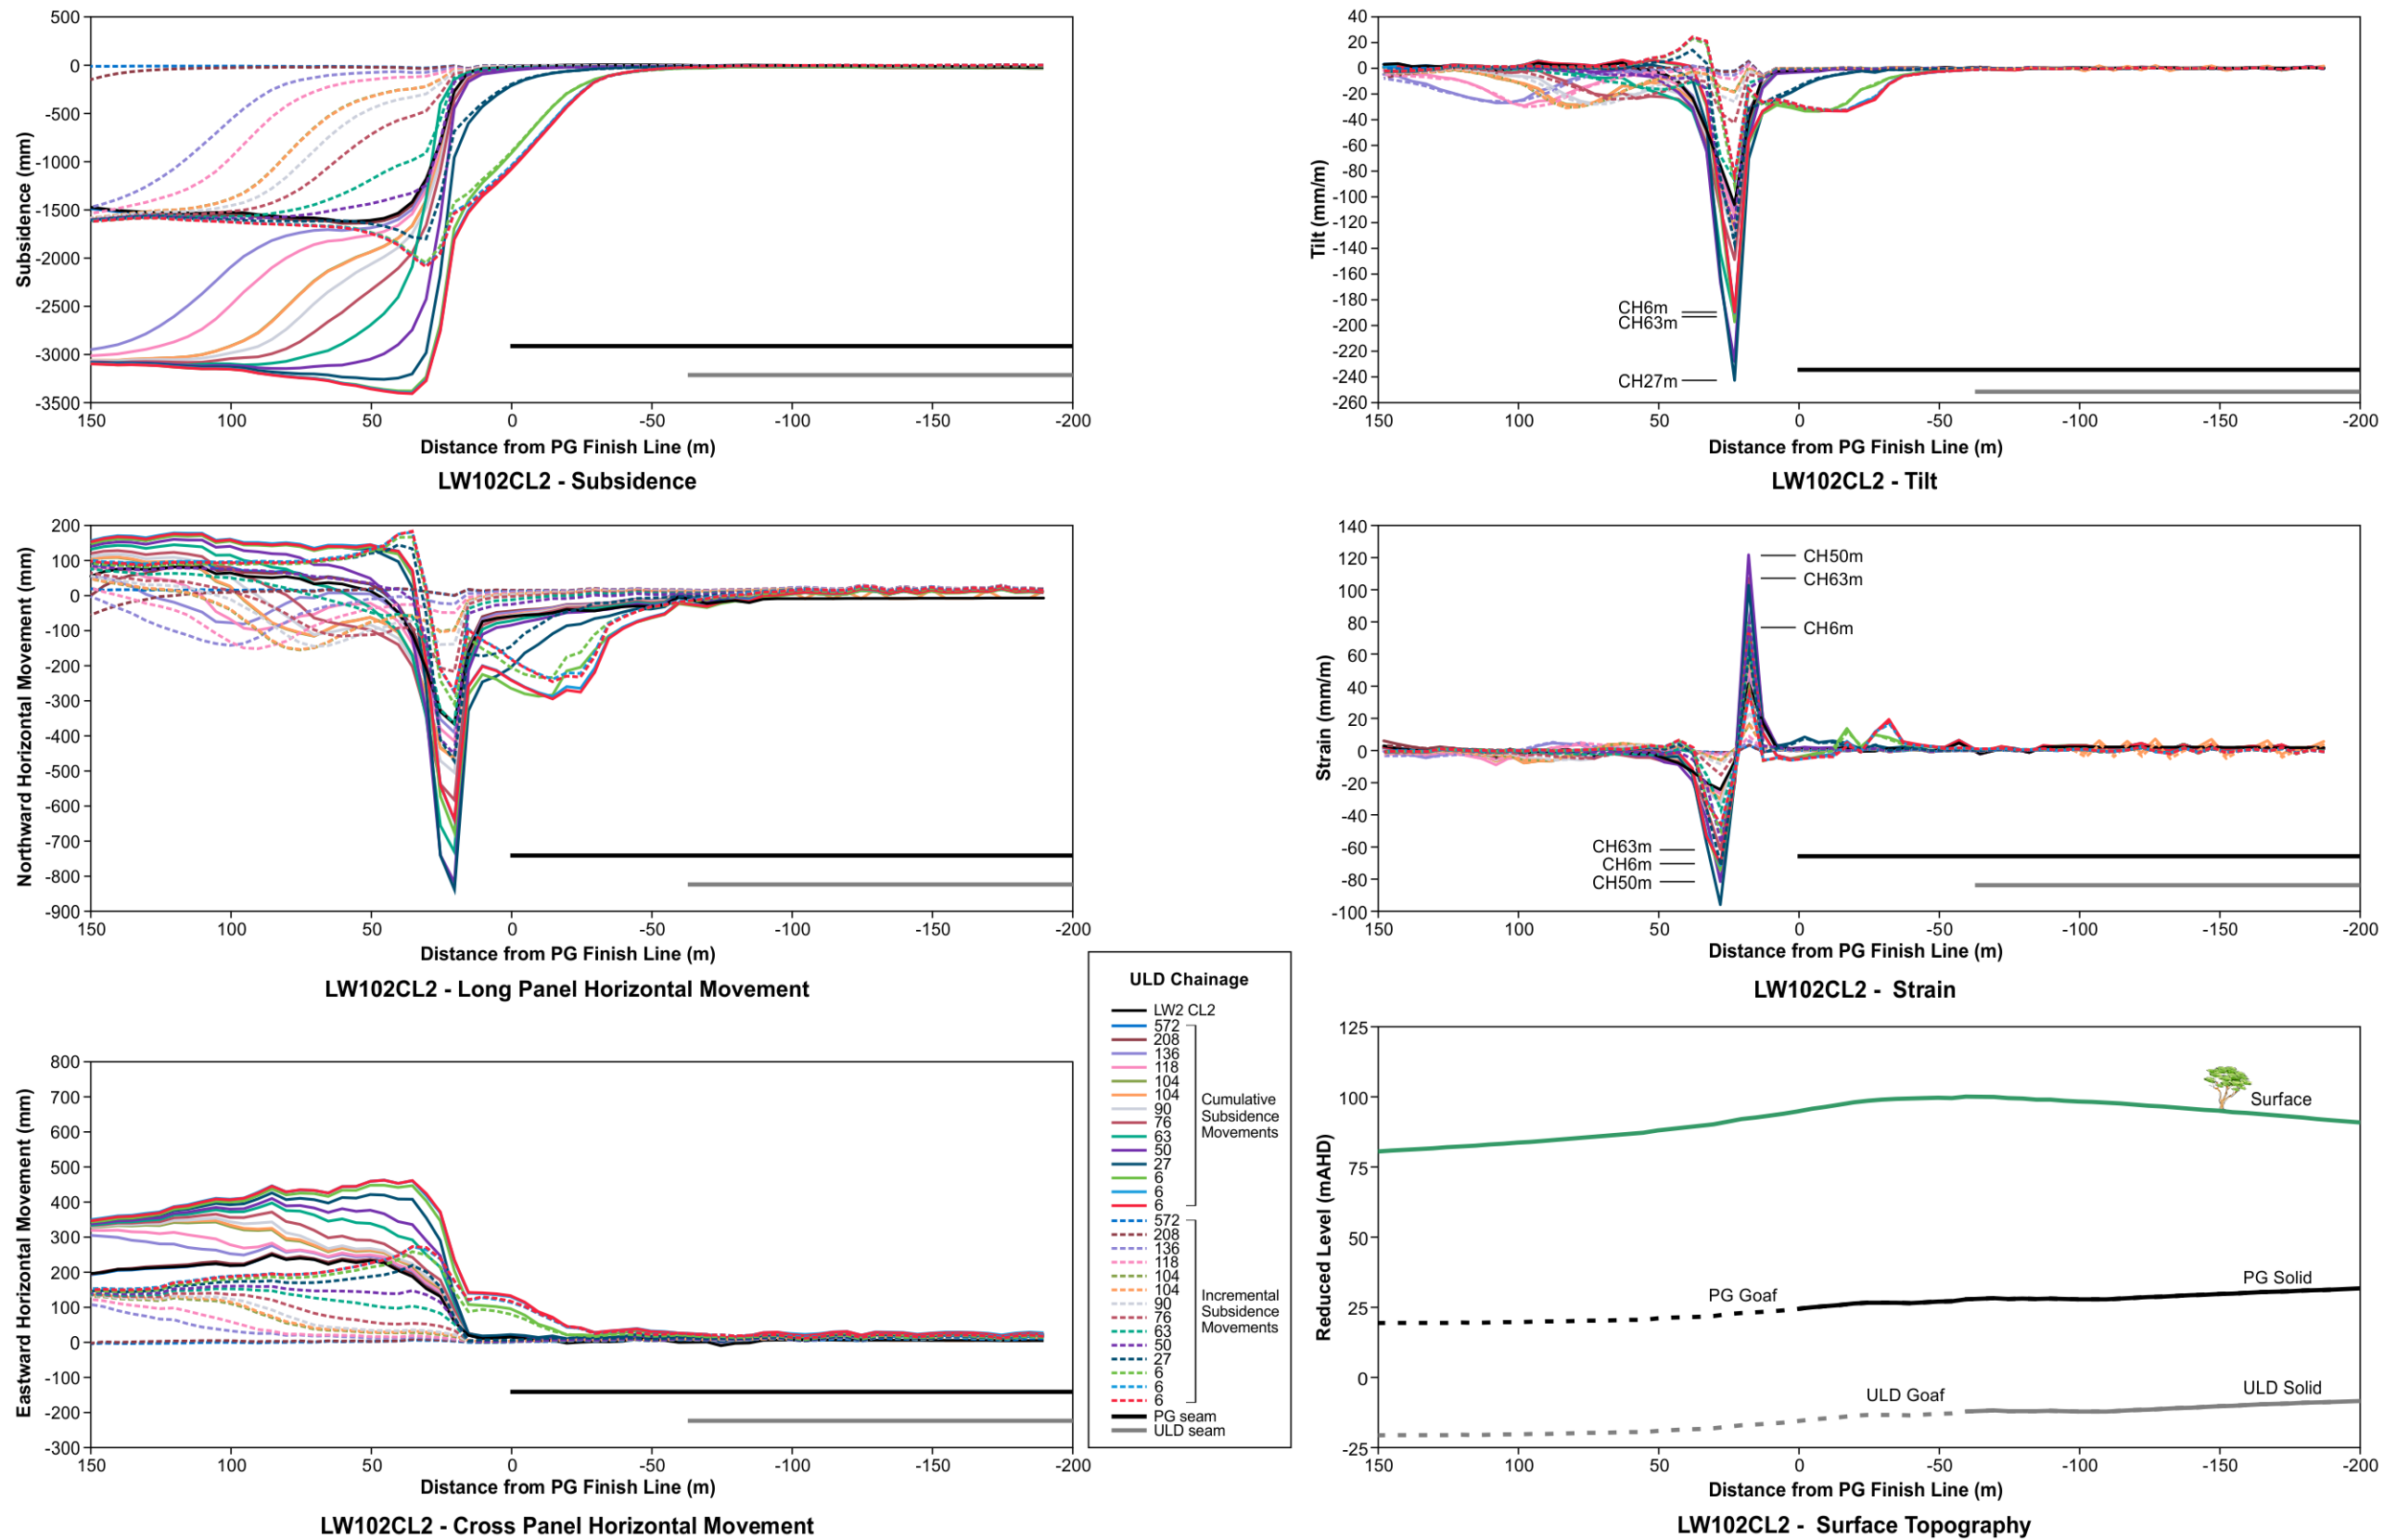 500
0
-500
-1000
-1500
-2000
-2500
-3000
-3500
Subsidence (mm)
150 100 50 0 -50 -100 -150 -200
Distance from PG Finish Line (m)
LW102CL2 - Subsidence
40
20
0
-20
-40
-60
-80
-100
-120
-140
-160
-180
-200
-220
-240
-260
Tilt (mm/m)
CH6m
CH63m
CH27m
150 100 50 0 -50 -100 -150 -200
Distance from PG Finish Line (m)
LW102CL2 - Tilt
200
100
0
-100
-200
-300
-400
-500
-600
-700
-800
-900
Northward Horizontal Movement (mm)
150 100 50 0 -50 -100 -150 -200
Distance from PG Finish Line (m)
LW102CL2 - Long Panel Horizontal Movement
140
120
100
80
60
40
20
0
-20
-40
-60
-80
-100
Strain (mm/m)
CH50m
CH63m
CH6m
CH63m
CH6m
CH50m
150 100 50 0 -50 -100 -150 -200
Distance from PG Finish Line (m)
LW102CL2 - Strain
800
700
600
500
400
300
200
100
0
-100
-200
-300
Eastward Horizontal Movement (mm)
150 100 50 0 -50 -100 -150 -200
Distance from PG Finish Line (m)
LW102CL2 - Cross Panel Horizontal Movement
ULD Chainage
LW2 CL2
572
208
136
118
104
104
90
76
63
50
27
6
6
6
Cumulative
Subsidence
Movements
572
208
136
118
104
104
90
76
63
50
27
6
6
6
Incremental
Subsidence
Movements
PG seam
ULD seam
125
100
75
50
25
0
-25
Reduced Level (mAHD)
Surface
PG Goaf
PG Solid
ULD Goaf
ULD Solid
150 100 50 0 -50 -100 -150 -200
Distance from PG Finish Line (m)
LW102CL2 - Surface Topography